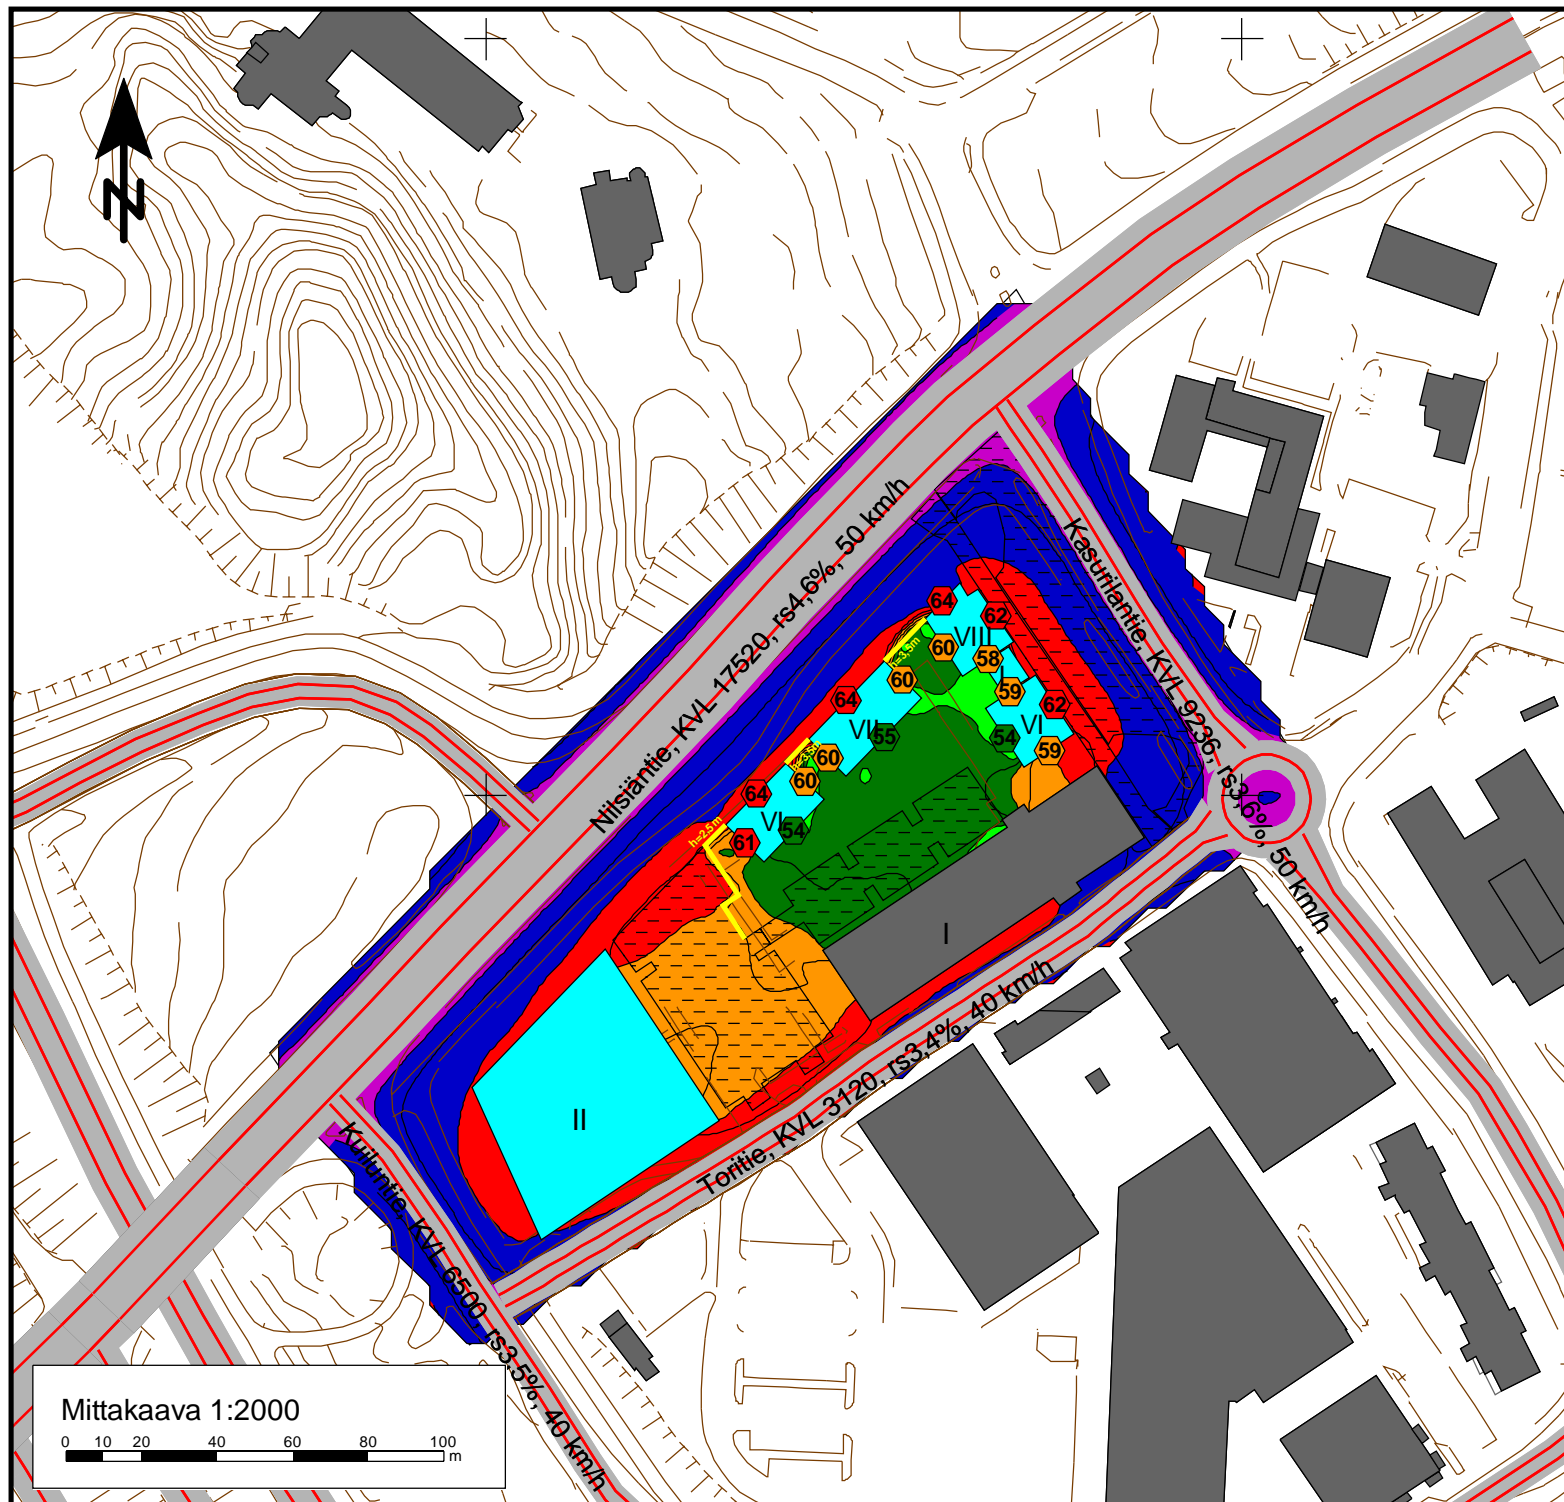 N
Nilsiäntie, KVL 17520, rs4,6%, 50 km/h
Kasurilantie, KVL 9236, rs3,6%, 50 km/h
64
62
VIII
h=3,5m
60
58
60
59
I
64
62
VII
55
VI
54
59
h=3,5m
60
60
64
VI
54
h=2,5 m
61
I
Toritie, KVL 3120, rs3,4%, 40 km/h
II
Kuiluntie, KVL 6500, rs3,5%, 40 km/h
I
Mittakaava 1:2000
0 10 20 40 60 80 100
m